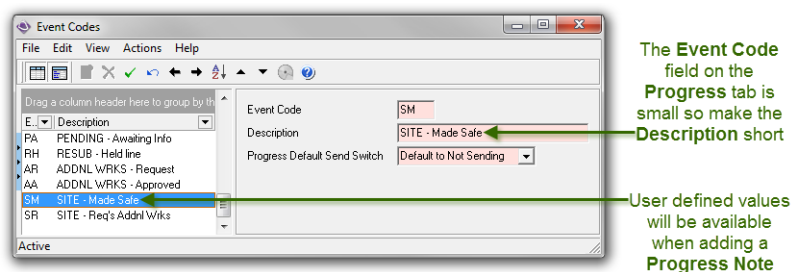 Event Codes
File Edit View Actions Help
Drag a column header here to group by th
E.. Description
PA PENDING - Awaiting Info
RH RESUB - Held line
AR ADDNL WRKS - Request
AA ADDNL WRKS - Approved
SM SITE - Made Safe
SR SITE - Req's Addnl Wrks
Event Code SM
Description SITE - Made Safe
Progress Default Send Switch Default to Not Sending
Active
The Event Code
field on the
Progress tab is
small so make the
Description short
User defined values
will be available
when adding a
Progress Note